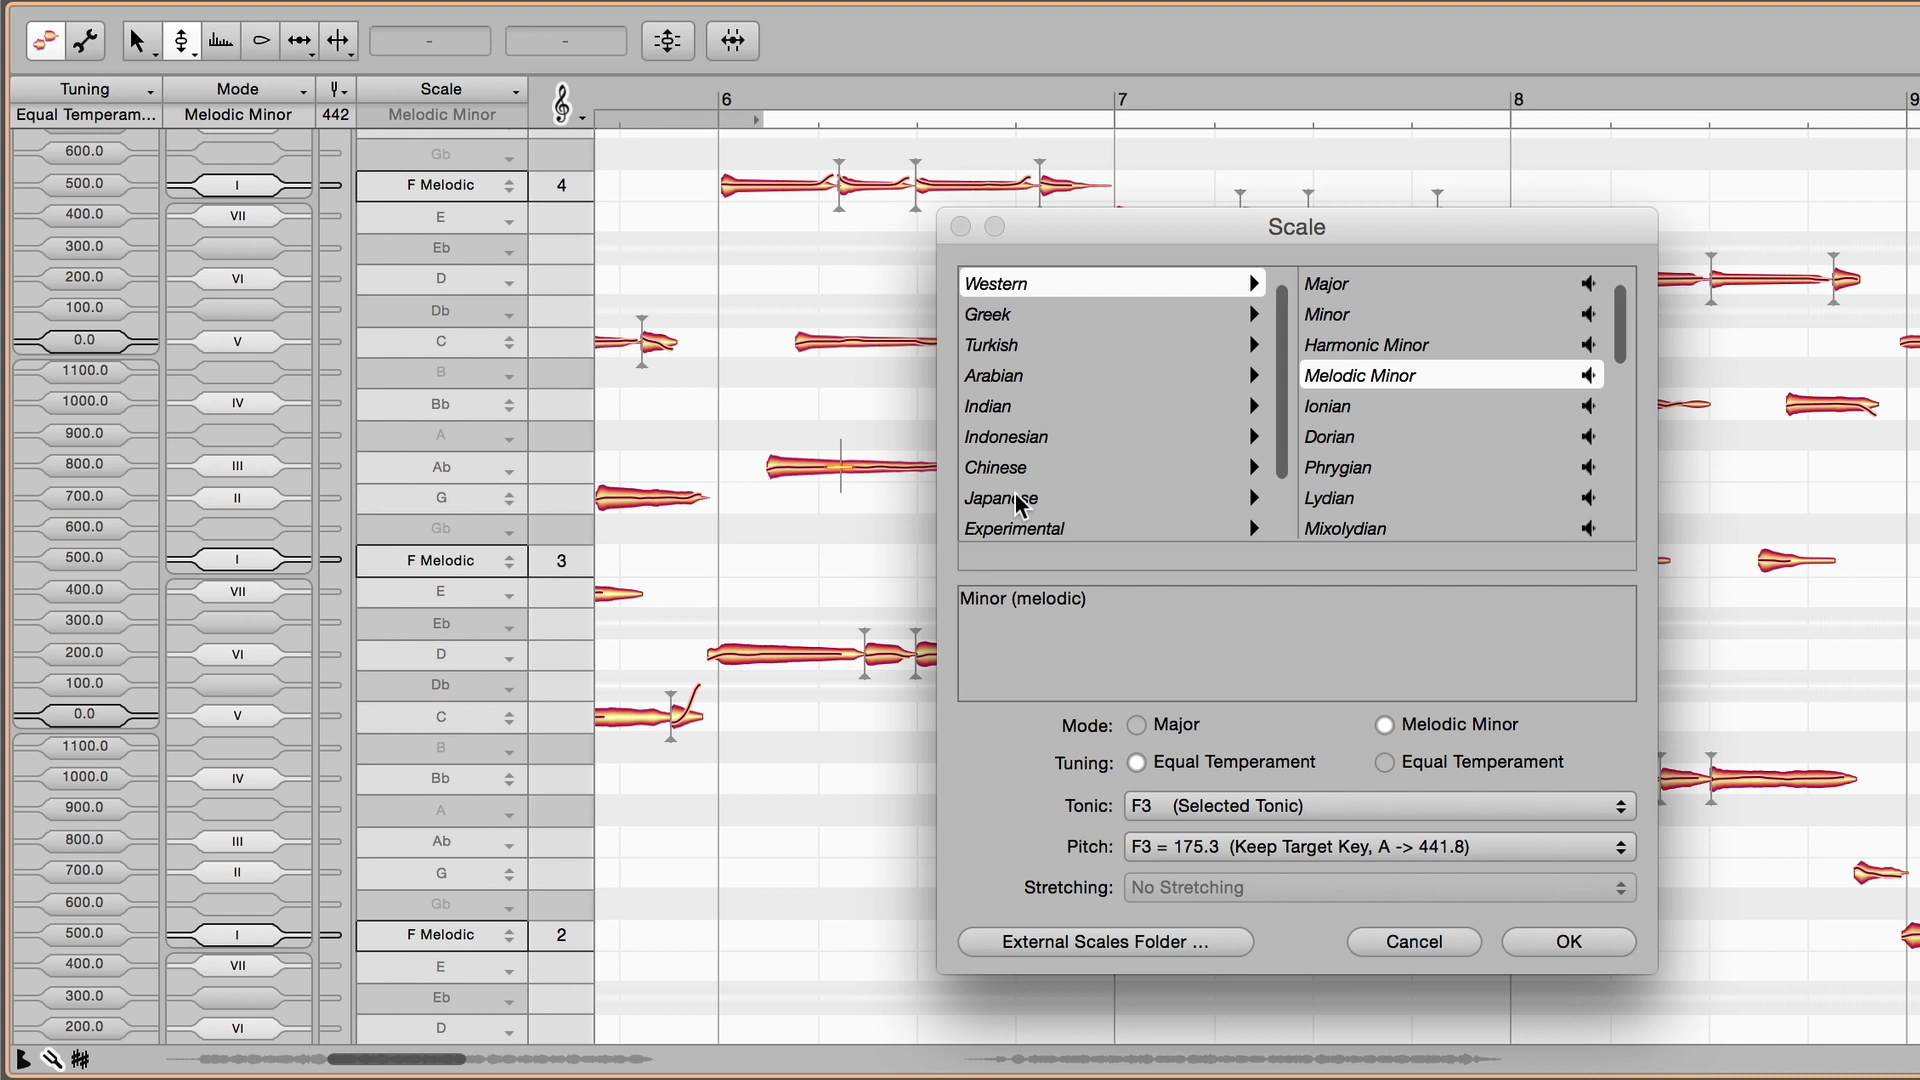 - -
Tuning Mode Scale
Equal Temperam... Melodic Minor 442 Melodic Minor
6 7 8 9
600.0 Gb
500.0 I F Melodic 4
400.0 VII E
300.0 Eb
200.0 VI D
100.0 Db
0.0 V C
1100.0 B
1000.0 IV Bb
900.0 A
800.0 III Ab
700.0 II G
600.0 Gb
500.0 I F Melodic 3
400.0 VII E
300.0 Eb
200.0 VI D
100.0 Db
0.0 V C
1100.0 B
1000.0 IV Bb
900.0 A
800.0 III Ab
700.0 II G
600.0 Gb
500.0 I F Melodic 2
400.0 VII E
300.0 Eb
200.0 VI D
Scale
Western Major
Greek Minor
Turkish Harmonic Minor
Arabian Melodic Minor
Indian Ionian
Indonesian Dorian
Chinese Phrygian
Japanese Lydian
Experimental Mixolydian
Minor (melodic)
Mode: Major Melodic Minor
Tuning: Equal Temperament Equal Temperament
Tonic: F3 (Selected Tonic)
Pitch: F3 = 175.3 (Keep Target Key, A -> 441.8)
Stretching: No Stretching
External Scales Folder ... Cancel OK